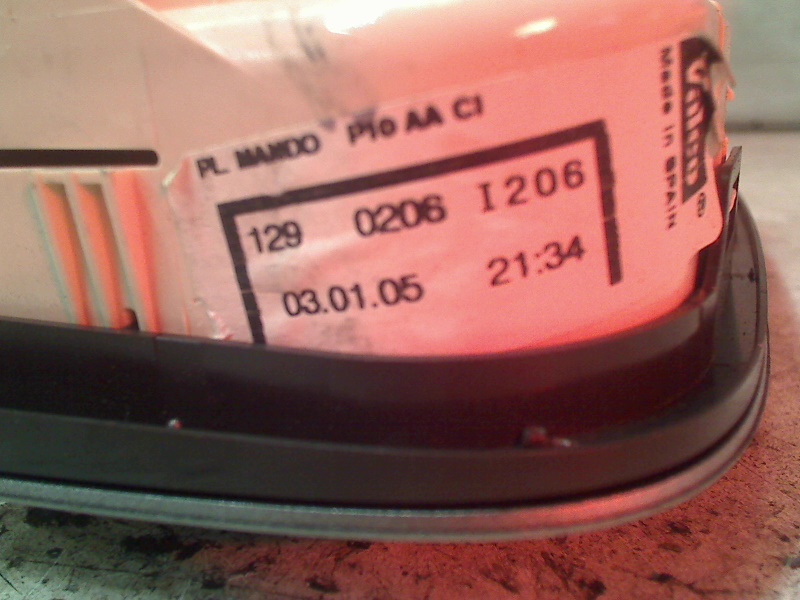 PL MANDO P10 AA CI
129 0206 I206
03.01.05 21:34
Made in SPAIN
®